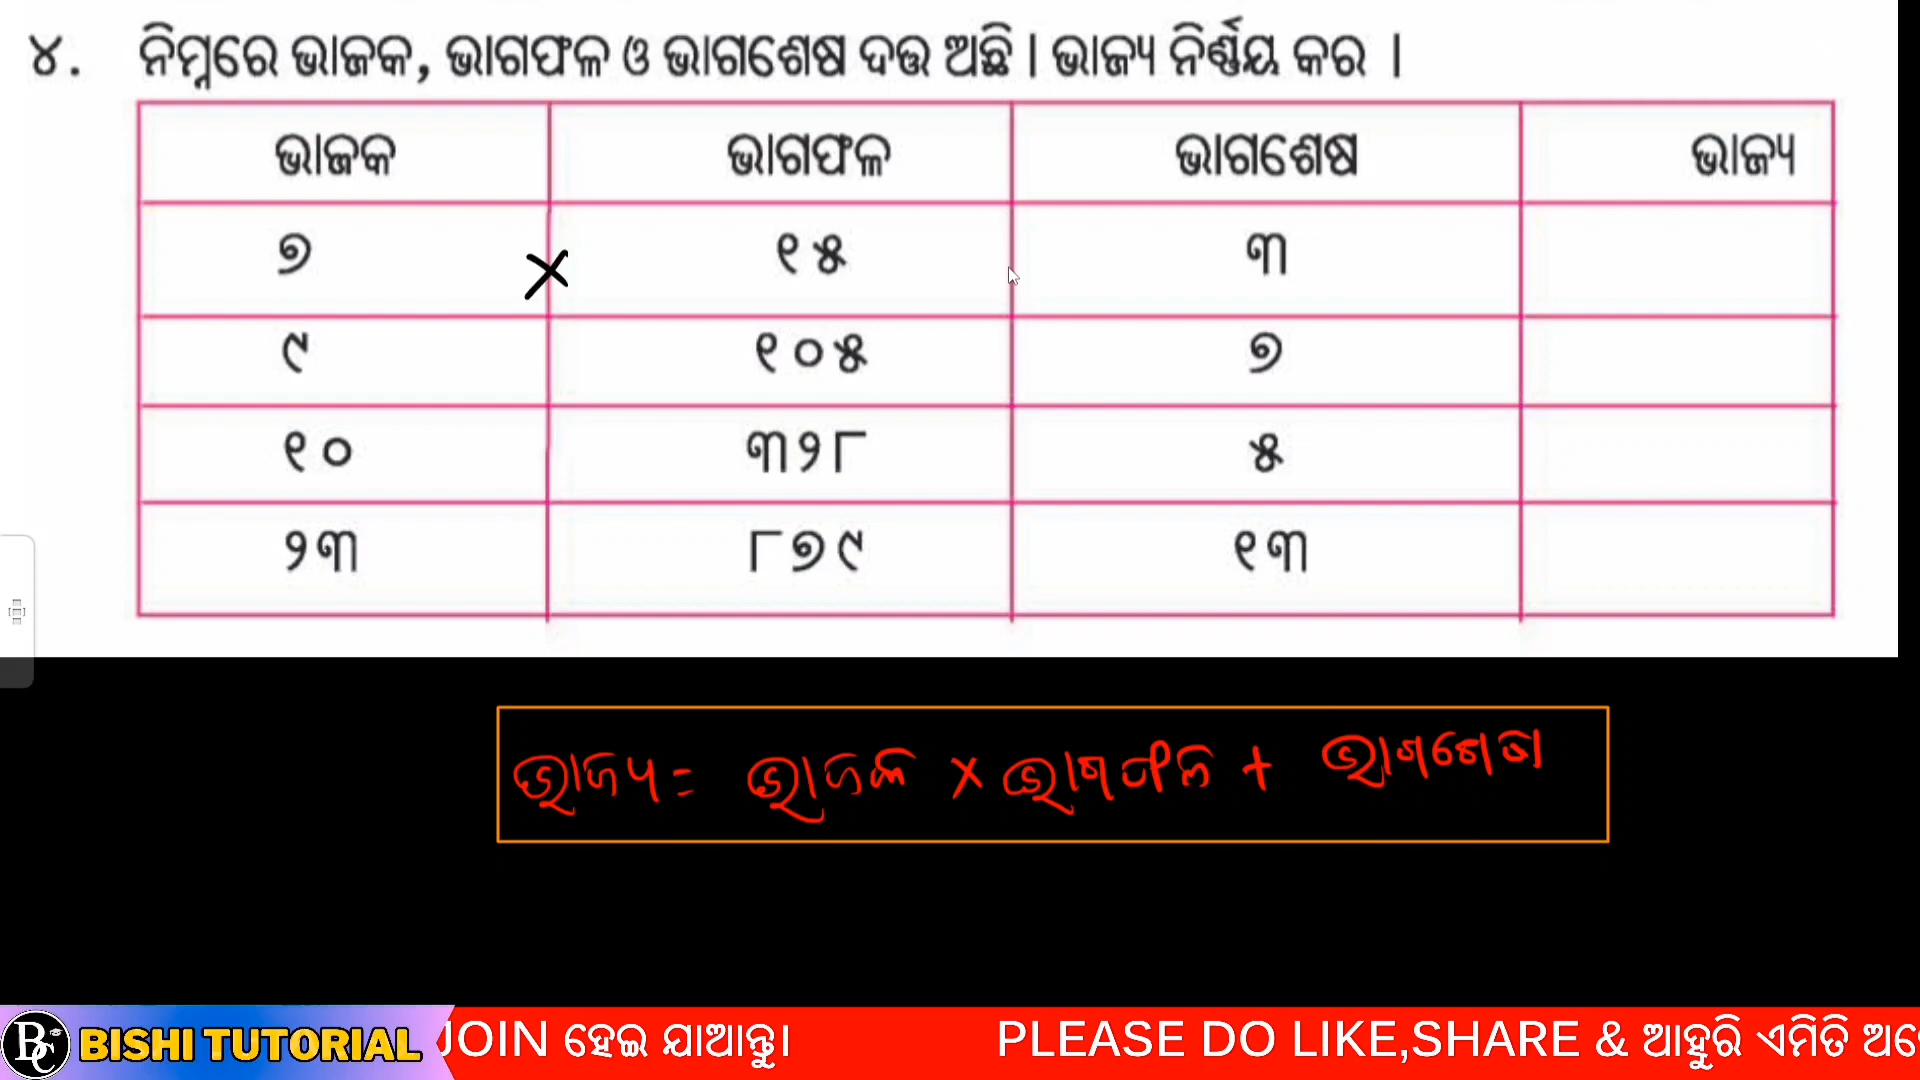 ୪. ନିମ୍ନରେ ଭାଜକ, ଭାଗଫଳ ଓ ଭାଗଶେଷ ଦତ୍ତ ଅଛି । ଭାଜ୍ୟ ନିର୍ଣ୍ଣୟ କର ।
ଭାଜକ ଭାଗଫଳ ଭାଗଶେଷ ଭାଜ୍ୟ
୭ × ୧୫ ୩
୯ ୧୦୫ ୭
୧୦ ୩୨୮ ୫
୨୩ ୮୭୯ ୧୩
ଭାଜ୍ୟ = ଭାଜକ × ଭାଗଫଳ + ଭାଗଶେଷ
BC BISHI TUTORIAL JOIN ହେଇ ଯାଆନ୍ତୁ। PLEASE DO LIKE,SHARE & ଆହୁରି ଏମିତି